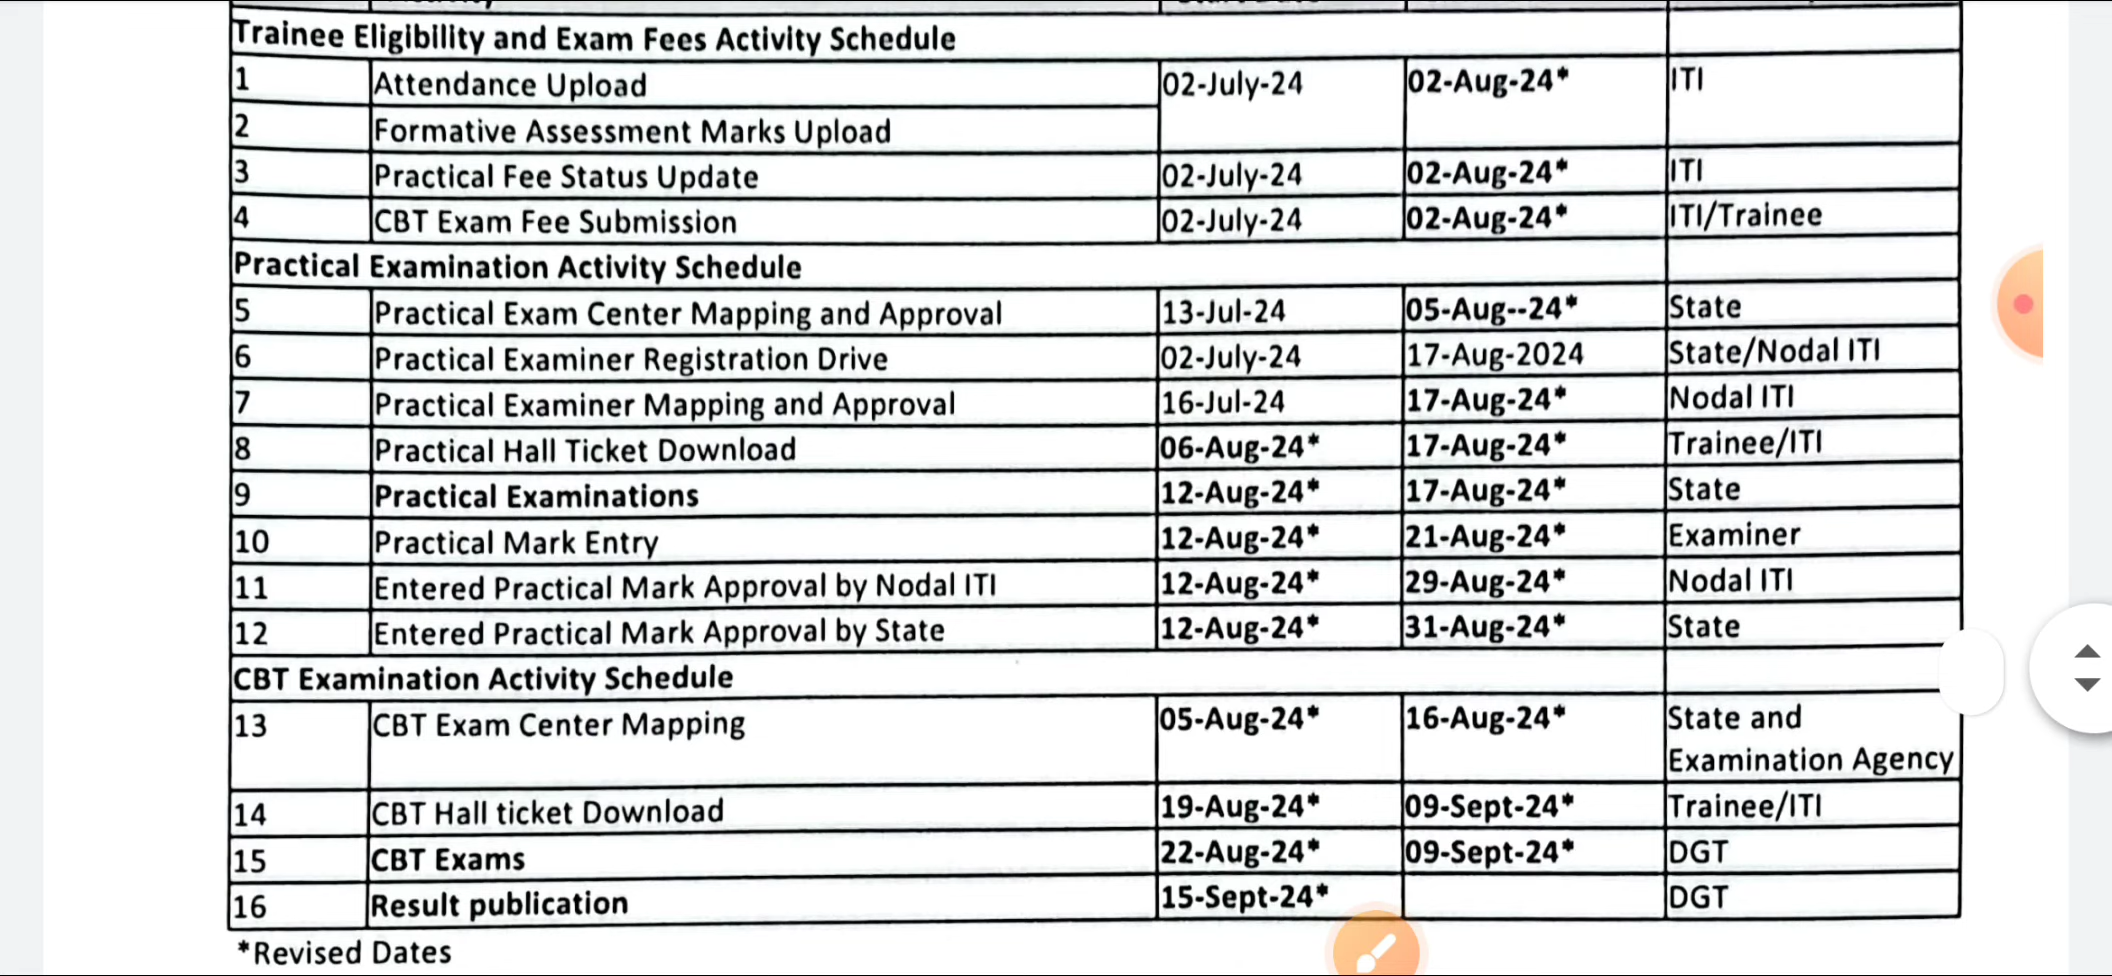 Trainee Eligibility and Exam Fees Activity Schedule
1 Attendance Upload 02-July-24 02-Aug-24* ITI
2 Formative Assessment Marks Upload
3 Practical Fee Status Update 02-July-24 02-Aug-24* ITI
4 CBT Exam Fee Submission 02-July-24 02-Aug-24* ITI/Trainee
Practical Examination Activity Schedule
5 Practical Exam Center Mapping and Approval 13-Jul-24 05-Aug--24* State
6 Practical Examiner Registration Drive 02-July-24 17-Aug-2024 State/Nodal ITI
7 Practical Examiner Mapping and Approval 16-Jul-24 17-Aug-24* Nodal ITI
8 Practical Hall Ticket Download 06-Aug-24* 17-Aug-24* Trainee/ITI
9 Practical Examinations 12-Aug-24* 17-Aug-24* State
10 Practical Mark Entry 12-Aug-24* 21-Aug-24* Examiner
11 Entered Practical Mark Approval by Nodal ITI 12-Aug-24* 29-Aug-24* Nodal ITI
12 Entered Practical Mark Approval by State 12-Aug-24* 31-Aug-24* State
CBT Examination Activity Schedule
13 CBT Exam Center Mapping 05-Aug-24* 16-Aug-24* State and
Examination Agency
14 CBT Hall ticket Download 19-Aug-24* 09-Sept-24* Trainee/ITI
15 CBT Exams 22-Aug-24* 09-Sept-24* DGT
16 Result publication 15-Sept-24* DGT
*Revised Dates